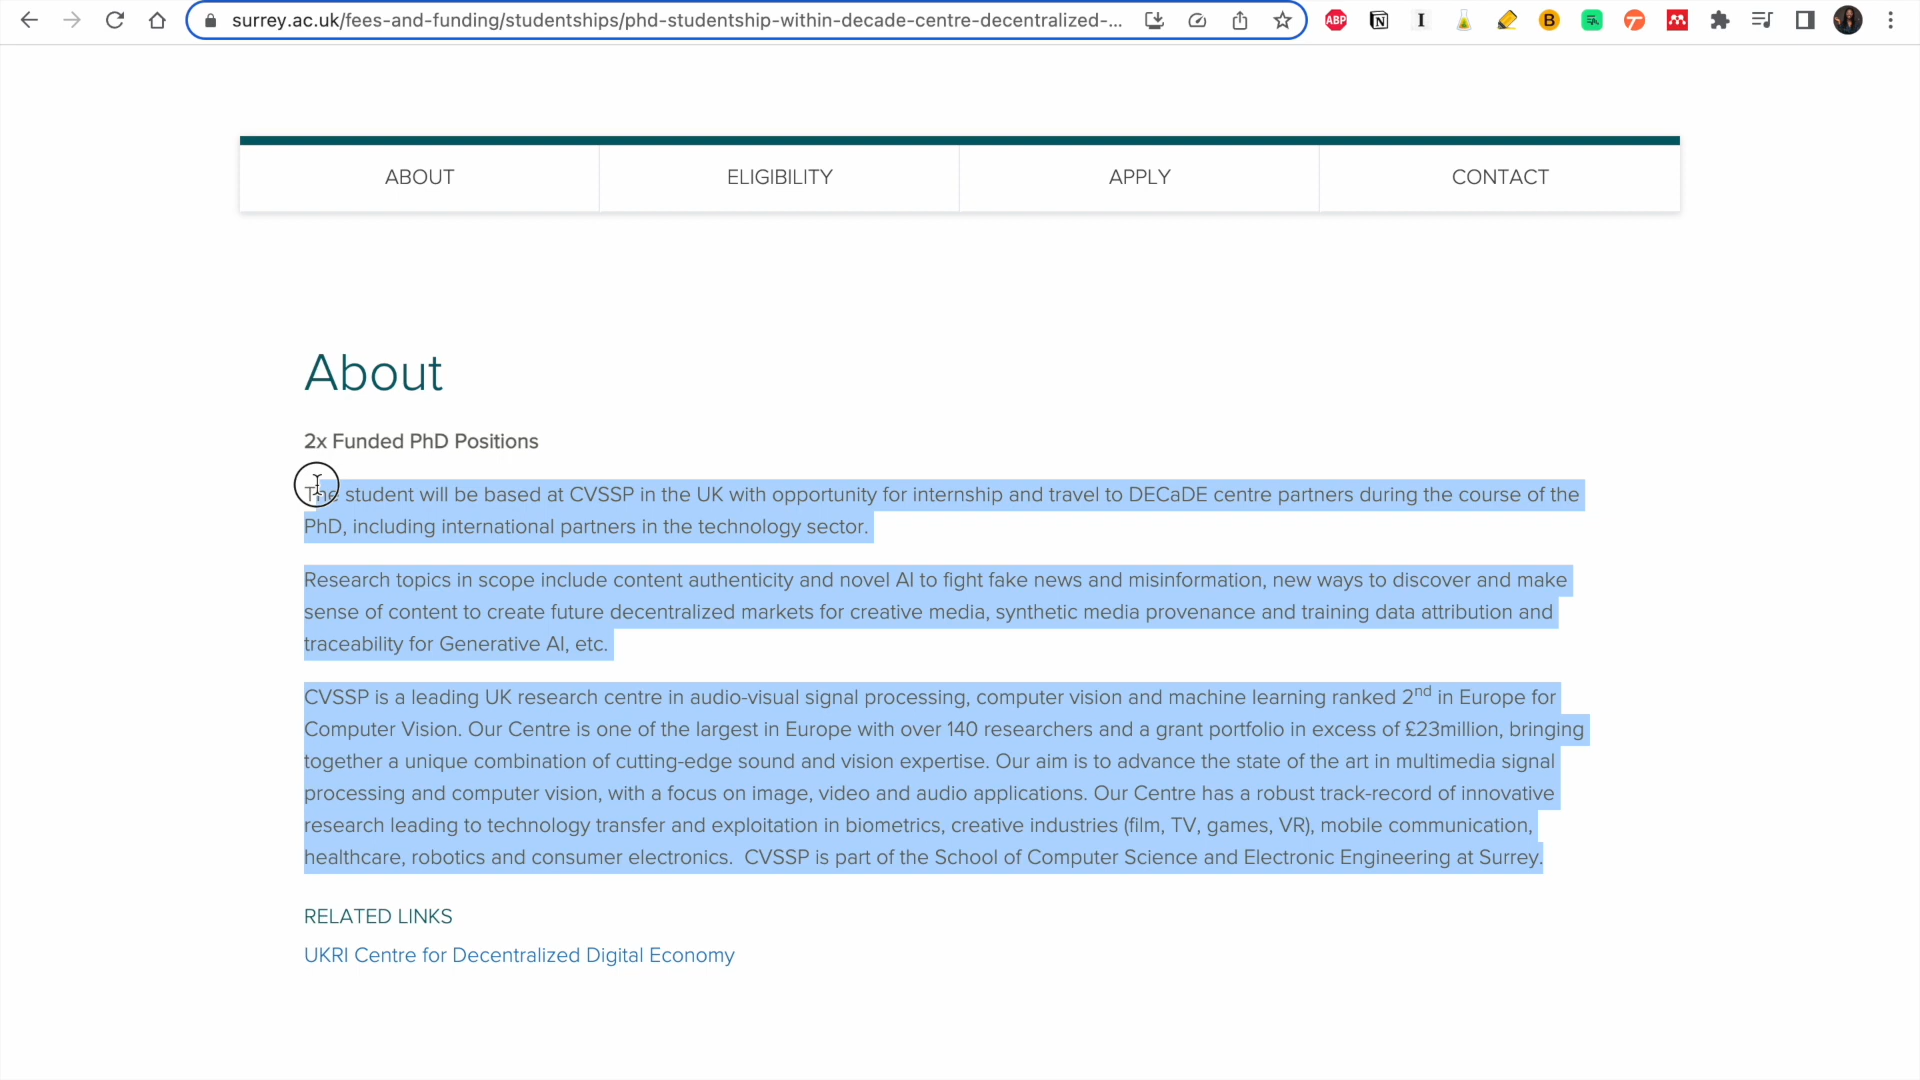 surrey.ac.uk/fees-and-funding/studentships/phd-studentship-within-decade-centre-decentralized-...
ABP
ABOUT
ELIGIBILITY
APPLY
CONTACT
About
2x Funded PhD Positions
The student will be based at CVSSP in the UK with opportunity for internship and travel to DECaDE centre partners during the course of the
PhD, including international partners in the technology sector.
Research topics in scope include content authenticity and novel AI to fight fake news and misinformation, new ways to discover and make
sense of content to create future decentralized markets for creative media, synthetic media provenance and training data attribution and
traceability for Generative AI, etc.
CVSSP is a leading UK research centre in audio-visual signal processing, computer vision and machine learning ranked 2nd in Europe for
Computer Vision. Our Centre is one of the largest in Europe with over 140 researchers and a grant portfolio in excess of £23million, bringing
together a unique combination of cutting-edge sound and vision expertise. Our aim is to advance the state of the art in multimedia signal
processing and computer vision, with a focus on image, video and audio applications. Our Centre has a robust track-record of innovative
research leading to technology transfer and exploitation in biometrics, creative industries (film, TV, games, VR), mobile communication,
healthcare, robotics and consumer electronics.  CVSSP is part of the School of Computer Science and Electronic Engineering at Surrey.
RELATED LINKS
UKRI Centre for Decentralized Digital Economy